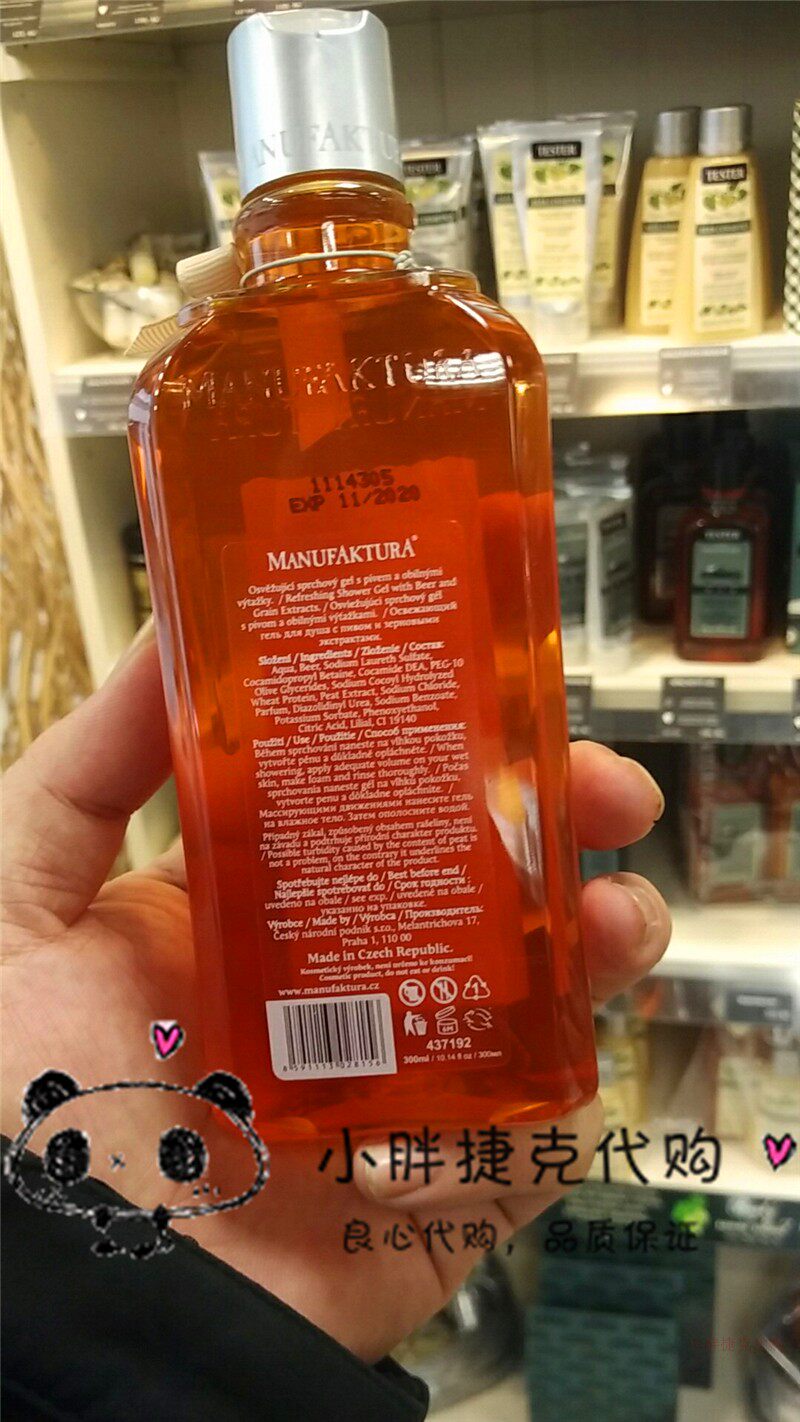 MANUFAKTURA
TESTER
TESTER
TESTER
MANUFAKTURA
1114305
EXP 11/2020
MANUFAKTURA®
Osvěžující sprchový gel s pivem a obilnými
výtažky. / Refreshing Shower Gel with Beer and
Grain Extracts. / Osviežujúci sprchový gél
s pivom a obilnými výťažkami. / Освежающий
гель для душа с пивом и зерновыми
экстрактами.
Složení / Ingredients / Zloženie / Состав:
Aqua, Beer, Sodium Laureth Sulfate,
Cocamidopropyl Betaine, Cocamide DEA, PEG-10
Olive Glycerides, Sodium Cocoyl Hydrolyzed
Wheat Protein, Peat Extract, Sodium Chloride,
Parfum, Diazolidinyl Urea, Sodium Benzoate,
Potassium Sorbate, Phenoxyethanol,
Citric Acid, Lilial, CI 19140
Použití / Use / Použitie / Способ применения:
Během sprchování naneste na vlhkou pokožku,
vytvořte pěnu a důkladně opláchněte. / When
showering, apply adequate volume on your wet
skin, make foam and rinse thoroughly. / Počas
sprchovania naneste gél na vlhkú pokožku,
vytvorte penu a dôkladne opláchnite. /
Массирующими движениями нанесите гель
на влажное тело. Затем ополосните водой.
Případný zákal, způsobený obsahem rašeliny, není
na závadu a podtrhuje přírodní charakter produktu.
/ Possible turbidity caused by the content of peat is
not a problem, on the contrary it underlines the
natural character of the product.
Spotřebujte nejlépe do / Best before end /
Najlepšie spotrebovať do / Срок годности :
uvedeno na obale / see exp. / uvedené na obale /
указанно на упаковке.
Výrobce / Made by / Výrobca / Производитель:
Český národní podnik s.r.o., Melantrichova 17,
Praha 1, 110 00
Made in Czech Republic.
Kosmetický výrobek, není určeno ke konzumaci!
Cosmetic product, do not eat or drink!
www.manufaktura.cz
6M
437192
300ml / 10.14 fl oz / 300мл
8 591113 028156
小胖捷克代购
良心代购，品质保证